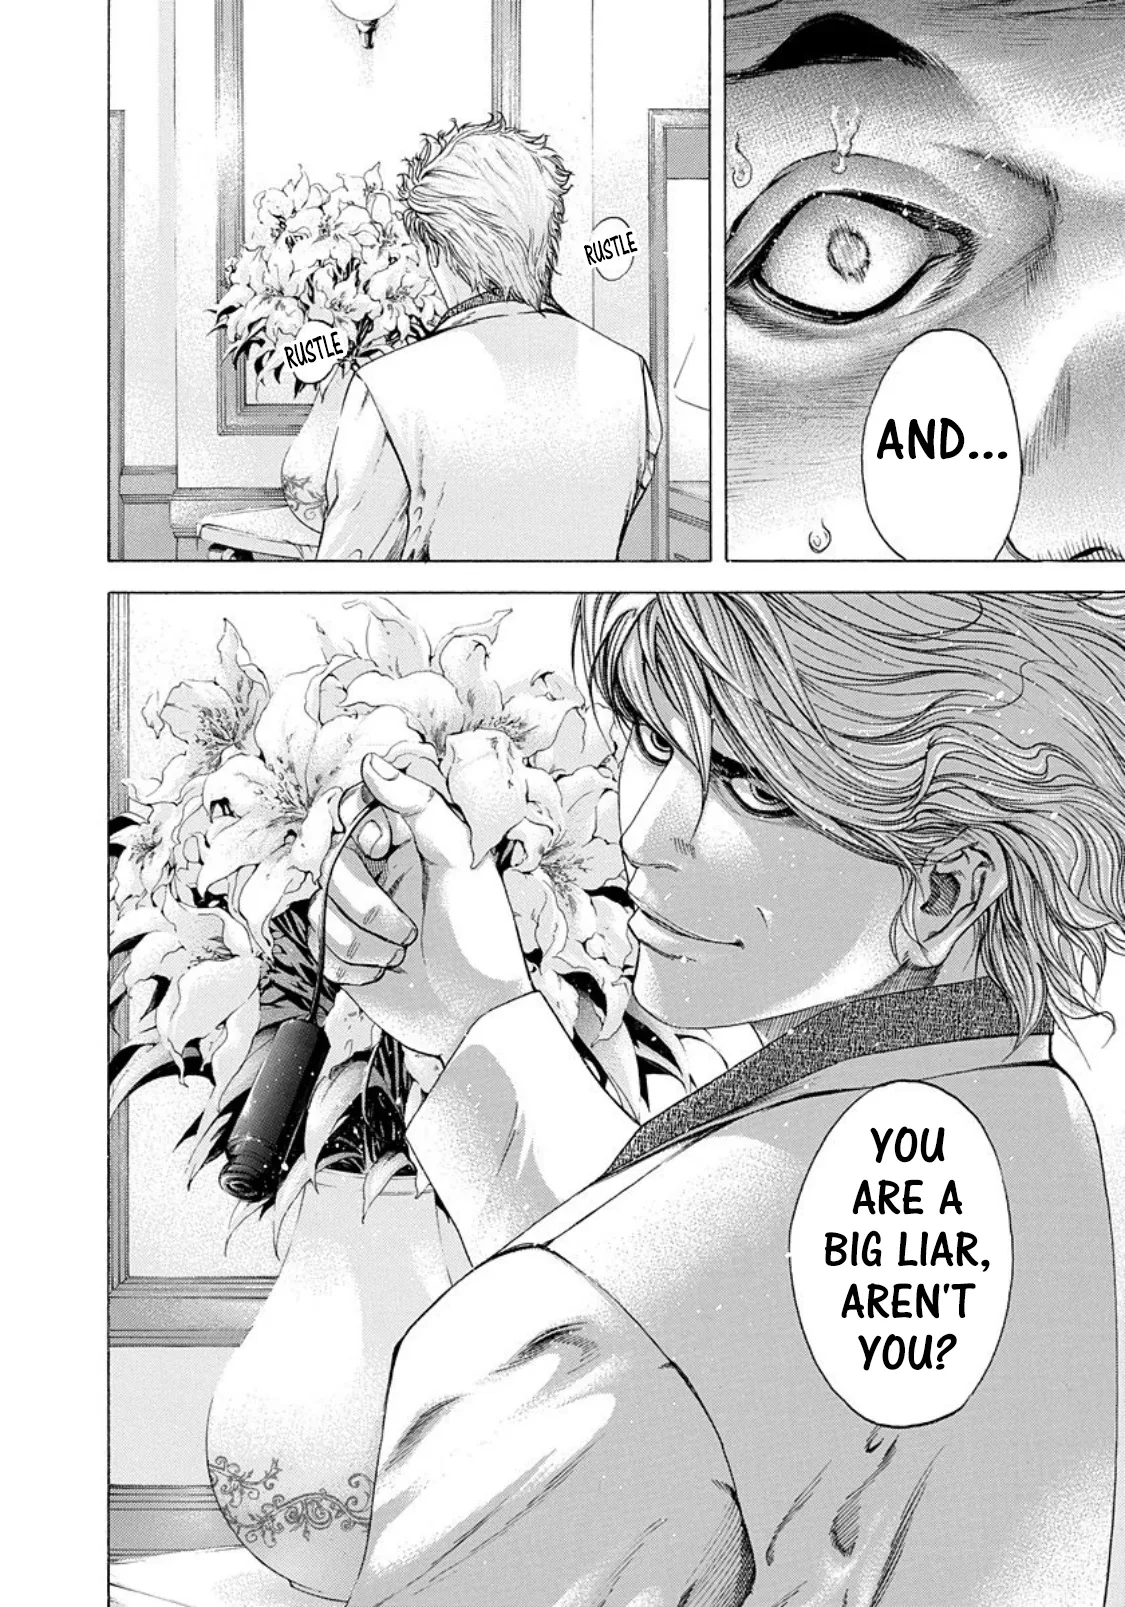 AND...
RUSTLE
RUSTLE
YOU
ARE A
BIG LIAR,
AREN'T
YOU?